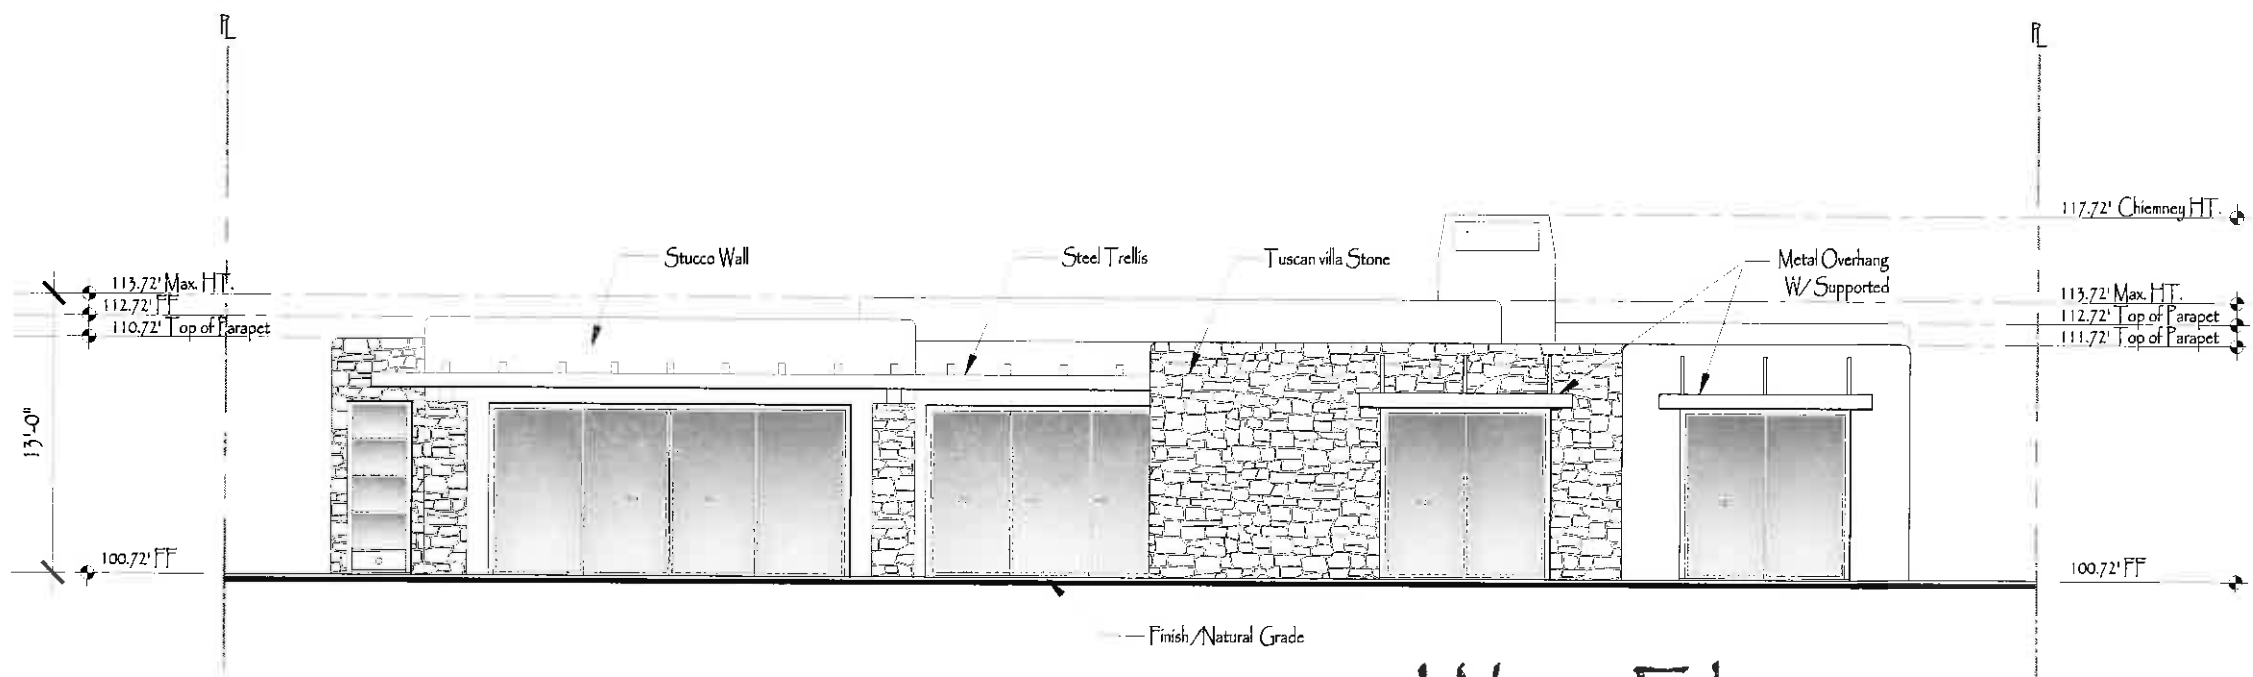 PL
PL
117.72' Chiemney HT.
Stucco Wall
Steel Trellis
Tuscan villa Stone
Metal Overhang
W/ Supported
113.72' Max. HT.
112.72' FF
110.72' Top of Parapet
113.72' Max. HT.
112.72' Top of Parapet
111.72' Top of Parapet
13'-0"
100.72' FF
100.72' FF
Finish/Natural Grade